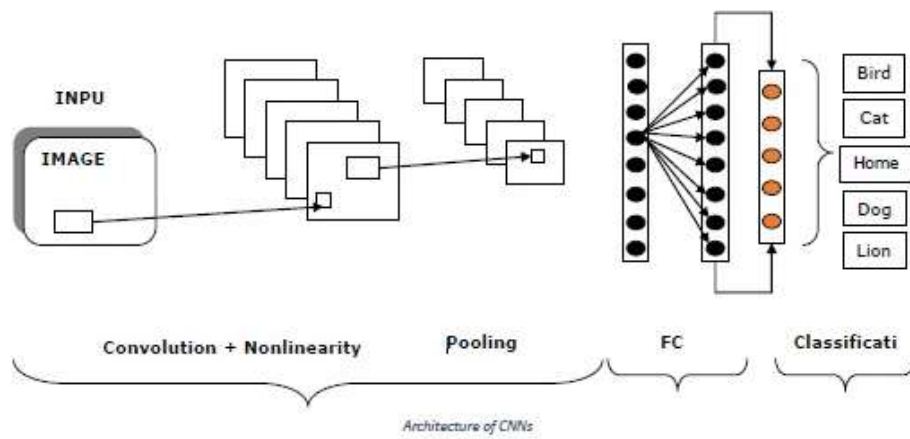 INPU
IMAGE
Bird
Cat
Home
Dog
Lion
Convolution + Nonlinearity
Pooling
FC
Classificati
Architecture of CNNs